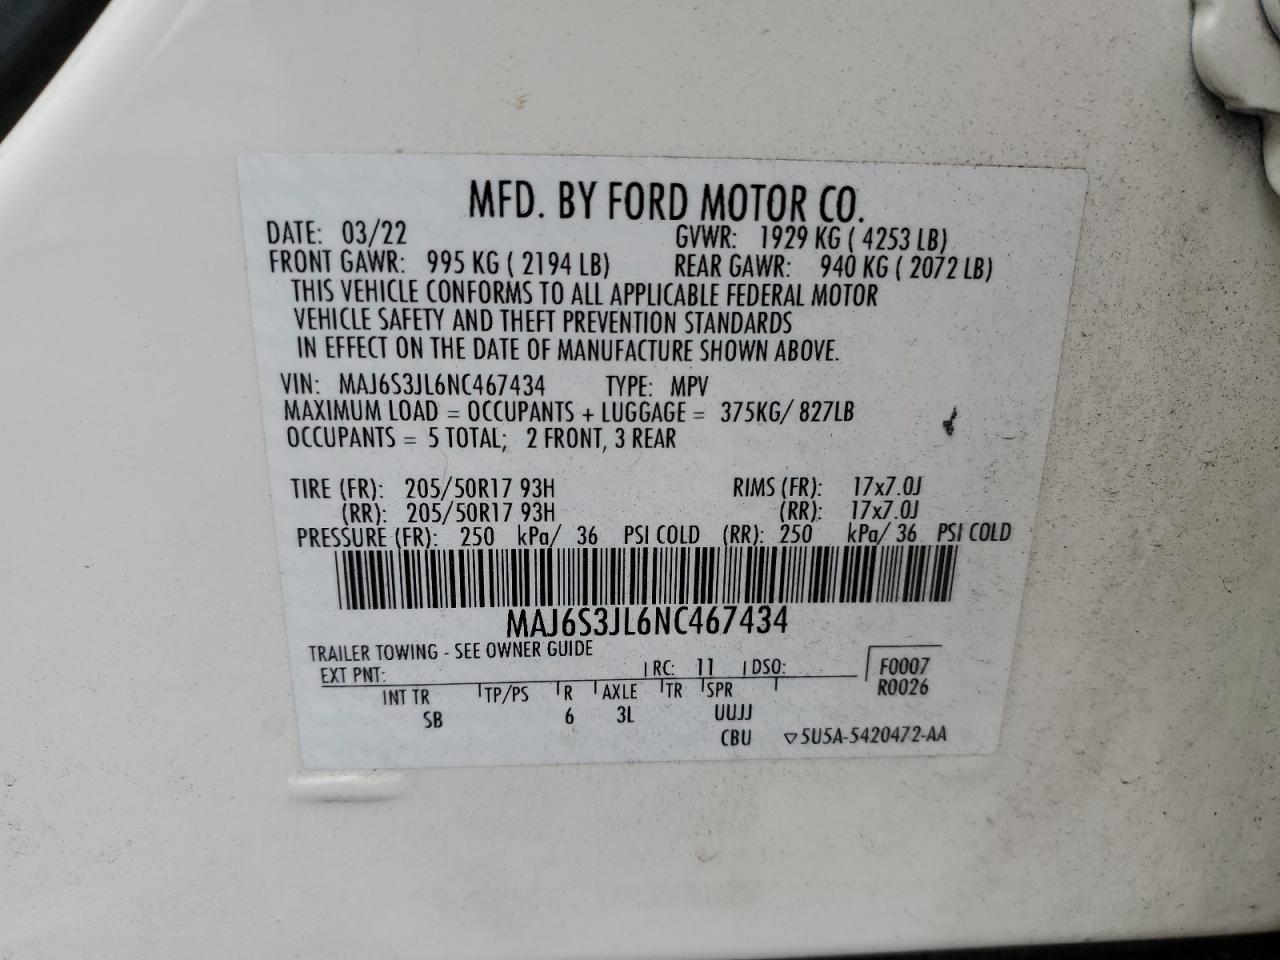 MFD. BY FORD MOTOR CO.
DATE: 03/22 GVWR: 1929 KG ( 4253 LB)
FRONT GAWR: 995 KG ( 2194 LB) REAR GAWR: 940 KG ( 2072 LB)
THIS VEHICLE CONFORMS TO ALL APPLICABLE FEDERAL MOTOR
VEHICLE SAFETY AND THEFT PREVENTION STANDARDS
IN EFFECT ON THE DATE OF MANUFACTURE SHOWN ABOVE.
VIN: MAJ6S3JL6NC467434 TYPE: MPV
MAXIMUM LOAD = OCCUPANTS + LUGGAGE = 375KG/ 827LB
OCCUPANTS = 5 TOTAL; 2 FRONT, 3 REAR
TIRE (FR): 205/50R17 93H RIMS (FR): 17x7.0J
(RR): 205/50R17 93H (RR): 17x7.0J
PRESSURE (FR): 250 kPa/ 36 PSI COLD (RR): 250 kPa/ 36 PSI COLD
MAJ6S3JL6NC467434
TRAILER TOWING - SEE OWNER GUIDE
EXT PNT: RC: 11 DSO: F0007
R0026
INT TR TP/PS R AXLE TR SPR
SB 6 3L UUJJ
CBU ▽5U5A-5420472-AA